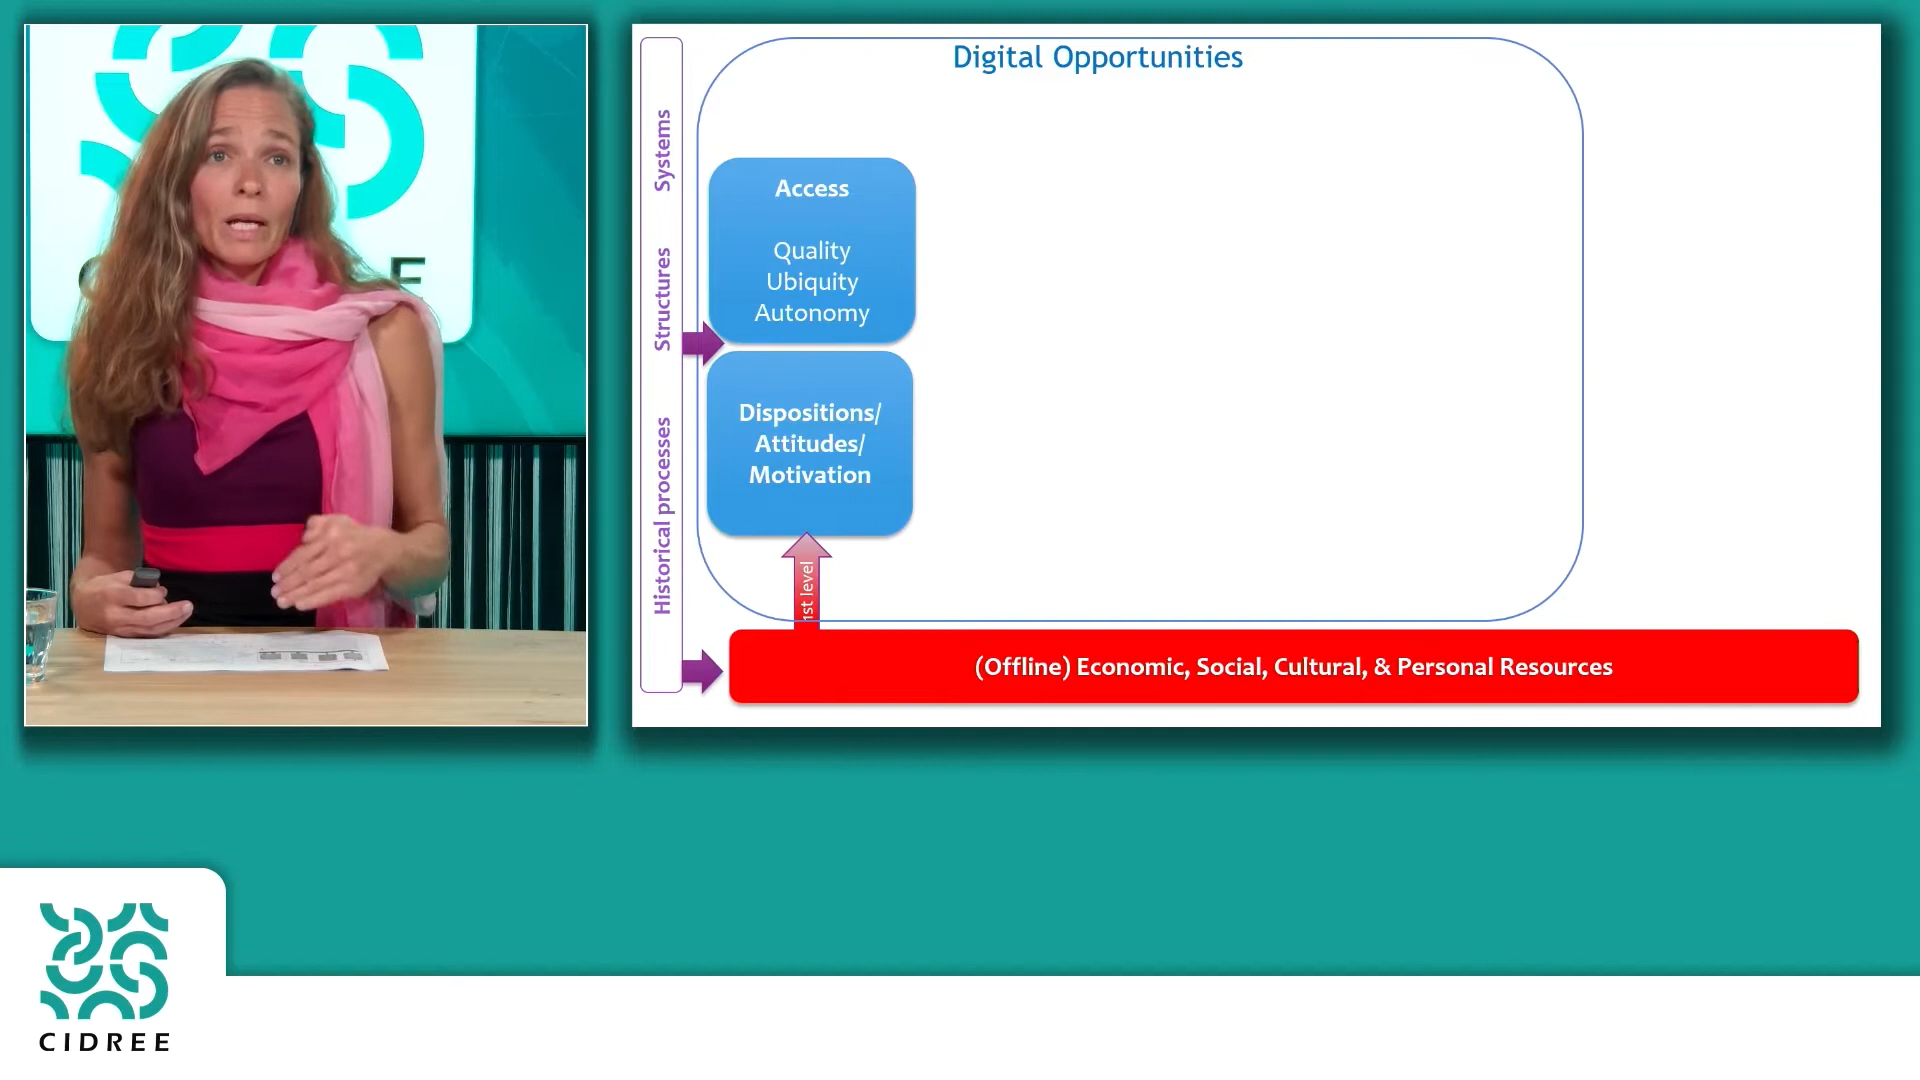 Digital Opportunities
Systems
Structures
Historical processes
Access
Quality
Ubiquity
Autonomy
Dispositions/
Attitudes/
Motivation
1st level
(Offline) Economic, Social, Cultural, & Personal Resources
CIDREE